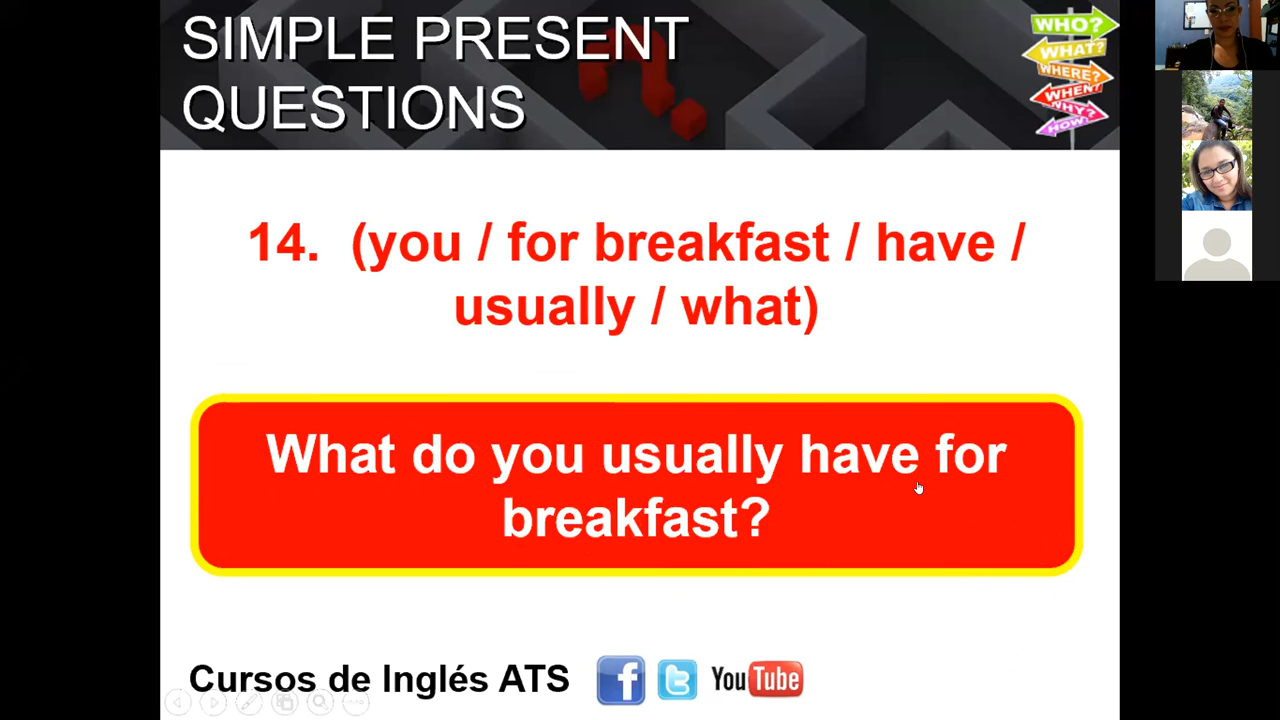 SIMPLE PRESENT
QUESTIONS
WHO?
WHAT?
WHERE?
WHEN?
WHY?
HOW
14. (you / for breakfast / have /
usually / what)
What do you usually have for
breakfast?
Cursos de Inglés ATS
f
t
YouTube